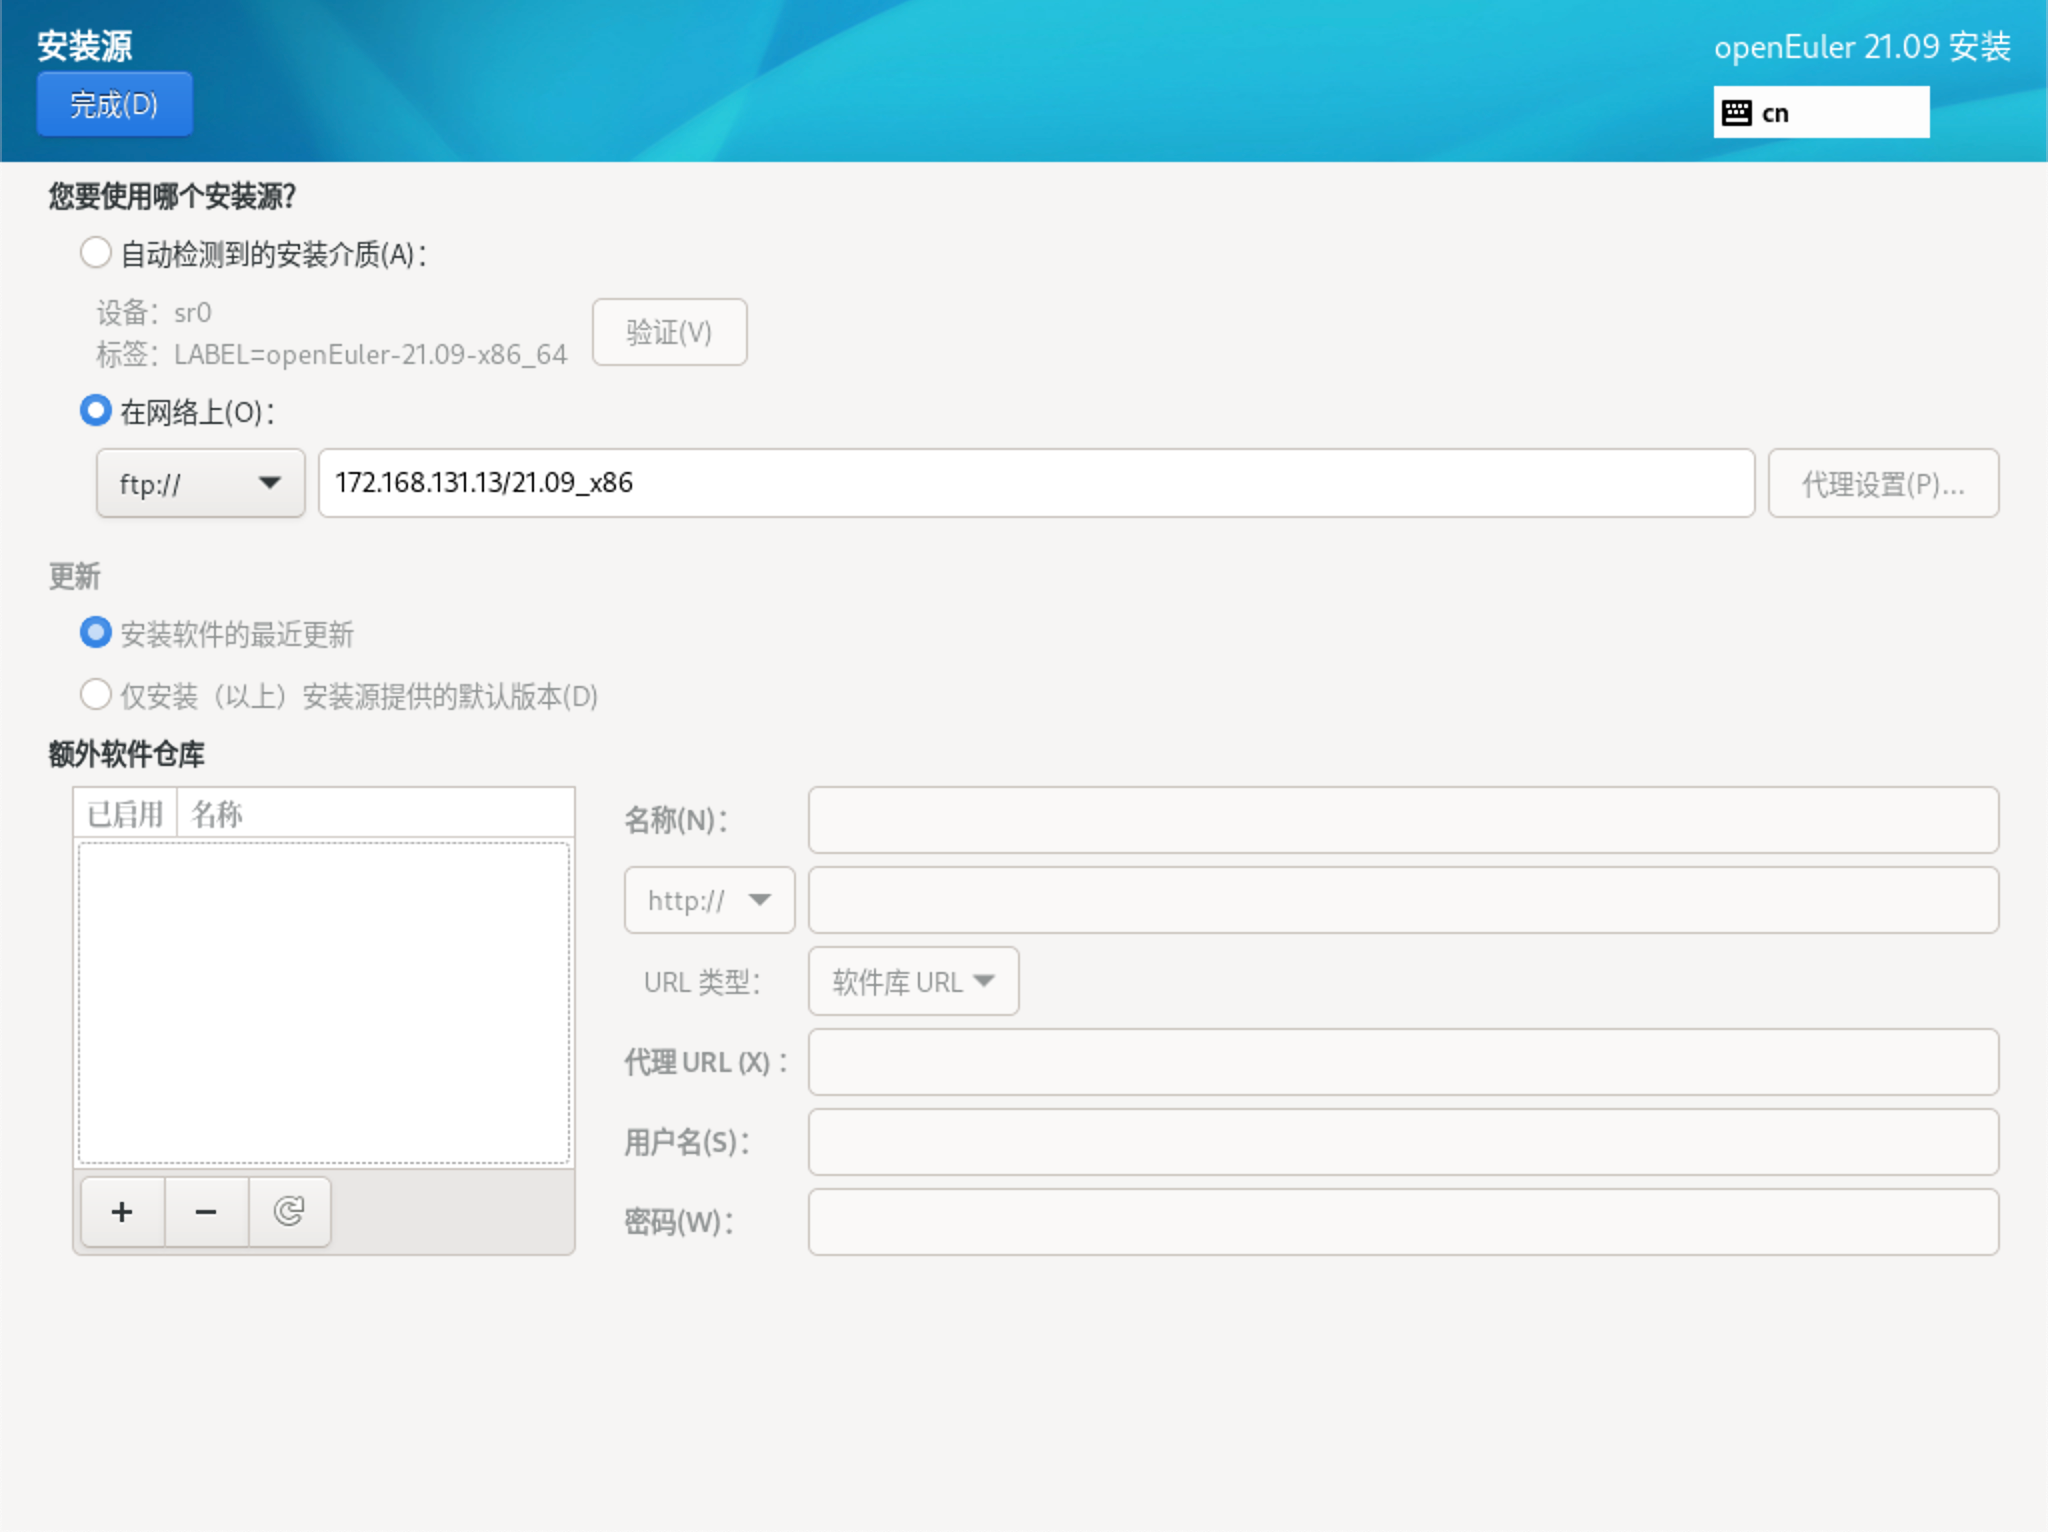 安装源
openEuler 21.09 安装
完成(D)
cn
您要使用哪个安装源？
自动检测到的安装介质(A)：
设备：sr0
标签：LABEL=openEuler-21.09-x86_64
验证(V)
在网络上(O)：
ftp://
172.168.131.13/21.09_x86
代理设置(P)...
更新
安装软件的最近更新
仅安装（以上）安装源提供的默认版本(D)
额外软件仓库
已启用 名称
名称(N)：
http://
URL 类型：
软件库 URL
代理 URL (X)：
用户名(S)：
密码(W)：